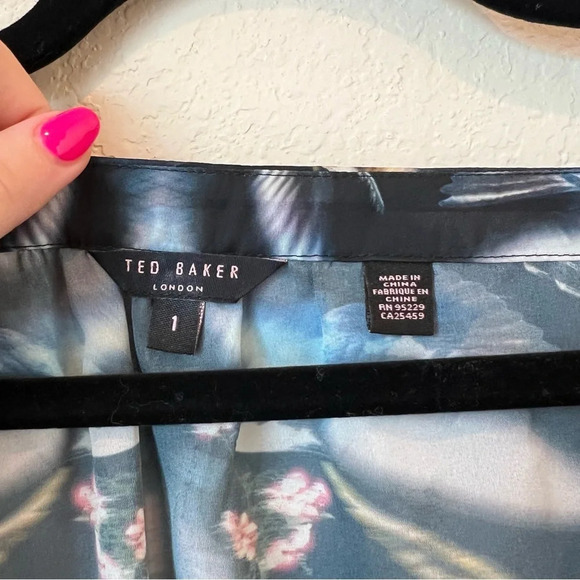 TED BAKER
LONDON
1
MADE IN
CHINA
FABRIQUE EN
CHINE
RN 95229
CA25459